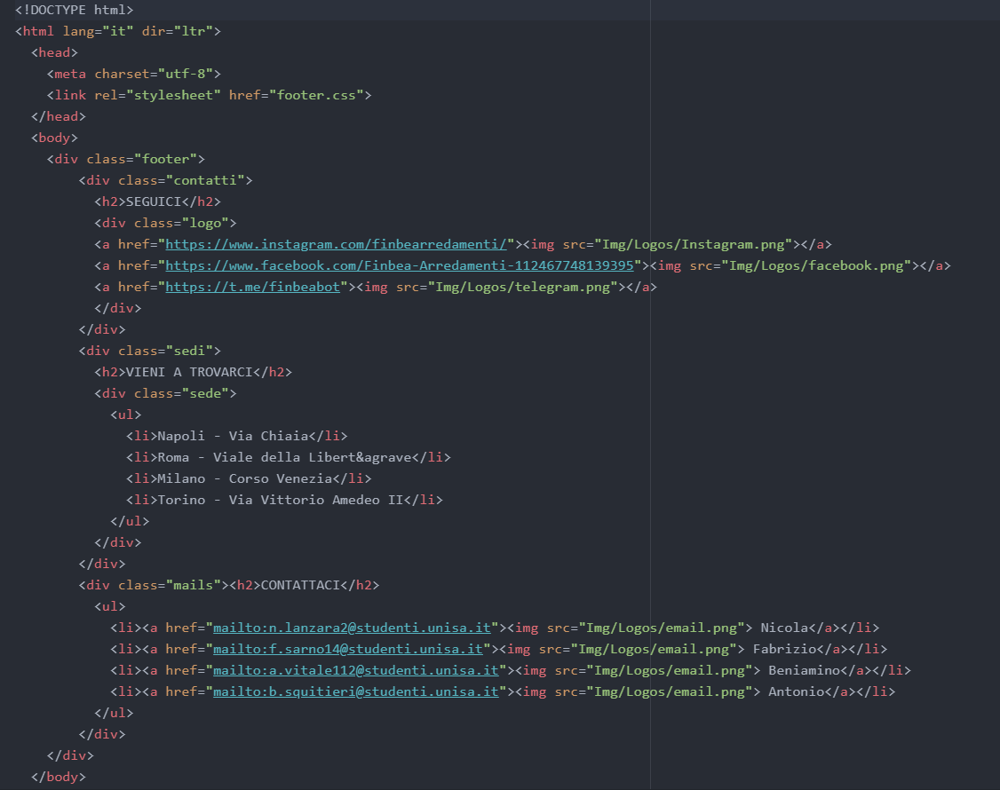 <!DOCTYPE html>
<html lang="it" dir="ltr">
  <head>
    <meta charset="utf-8">
    <link rel="stylesheet" href="footer.css">
  </head>
  <body>
    <div class="footer">
        <div class="contatti">
          <h2>SEGUICI</h2>
          <div class="logo">
          <a href="https://www.instagram.com/finbearredamenti/"><img src="Img/Logos/Instagram.png"></a>
          <a href="https://www.facebook.com/Finbea-Arredamenti-112467748139395"><img src="Img/Logos/facebook.png"></a>
          <a href="https://t.me/finbeabot"><img src="Img/Logos/telegram.png"></a>
          </div>
        </div>
        <div class="sedi">
          <h2>VIENI A TROVARCI</h2>
          <div class="sede">
            <ul>
              <li>Napoli - Via Chiaia</li>
              <li>Roma - Viale della Libert&agrave</li>
              <li>Milano - Corso Venezia</li>
              <li>Torino - Via Vittorio Amedeo II</li>
            </ul>
          </div>
        </div>
        <div class="mails"><h2>CONTATTACI</h2>
          <ul>
            <li><a href="mailto:n.lanzara2@studenti.unisa.it"><img src="Img/Logos/email.png"> Nicola</a></li>
            <li><a href="mailto:f.sarno14@studenti.unisa.it"><img src="Img/Logos/email.png"> Fabrizio</a></li>
            <li><a href="mailto:a.vitale112@studenti.unisa.it"><img src="Img/Logos/email.png"> Beniamino</a></li>
            <li><a href="mailto:b.squitieri@studenti.unisa.it"><img src="Img/Logos/email.png"> Antonio</a></li>
          </ul>
        </div>
    </div>
  </body>